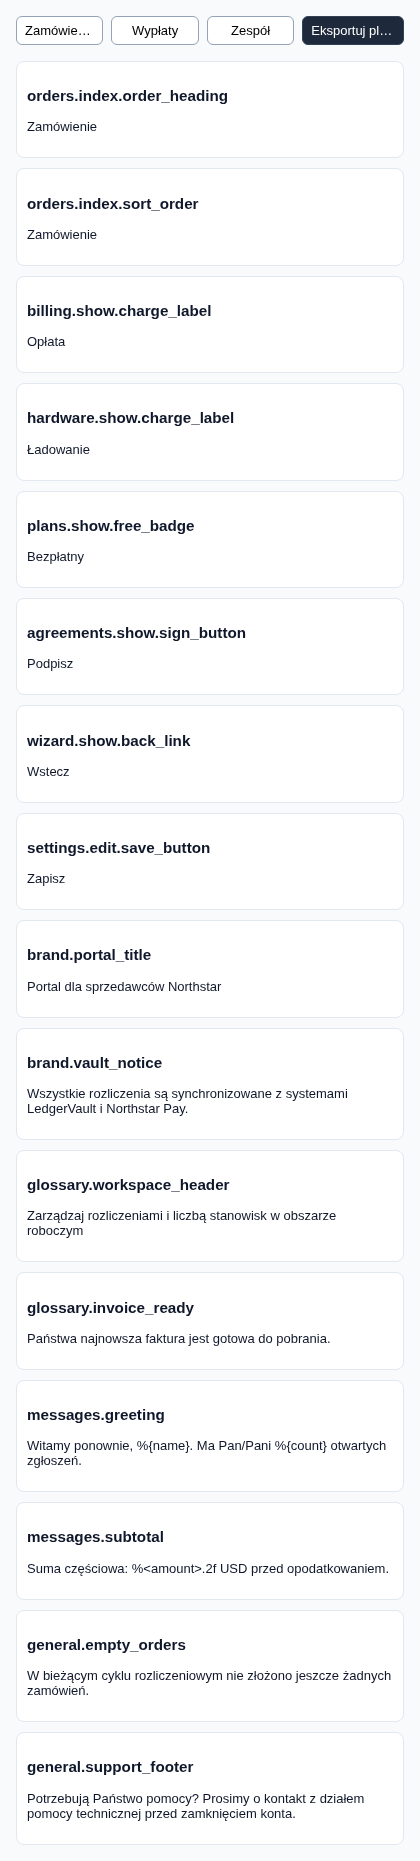 Zamówie…
Wypłaty
Zespół
Eksportuj pl…
orders.index.order_heading
Zamówienie
orders.index.sort_order
Zamówienie
billing.show.charge_label
Opłata
hardware.show.charge_label
Ładowanie
plans.show.free_badge
Bezpłatny
agreements.show.sign_button
Podpisz
wizard.show.back_link
Wstecz
settings.edit.save_button
Zapisz
brand.portal_title
Portal dla sprzedawców Northstar
brand.vault_notice
Wszystkie rozliczenia są synchronizowane z systemami
LedgerVault i Northstar Pay.
glossary.workspace_header
Zarządzaj rozliczeniami i liczbą stanowisk w obszarze
roboczym
glossary.invoice_ready
Państwa najnowsza faktura jest gotowa do pobrania.
messages.greeting
Witamy ponownie, %{name}. Ma Pan/Pani %{count} otwartych
zgłoszeń.
messages.subtotal
Suma częściowa: %<amount>.2f USD przed opodatkowaniem.
general.empty_orders
W bieżącym cyklu rozliczeniowym nie złożono jeszcze żadnych
zamówień.
general.support_footer
Potrzebują Państwo pomocy? Prosimy o kontakt z działem
pomocy technicznej przed zamknięciem konta.